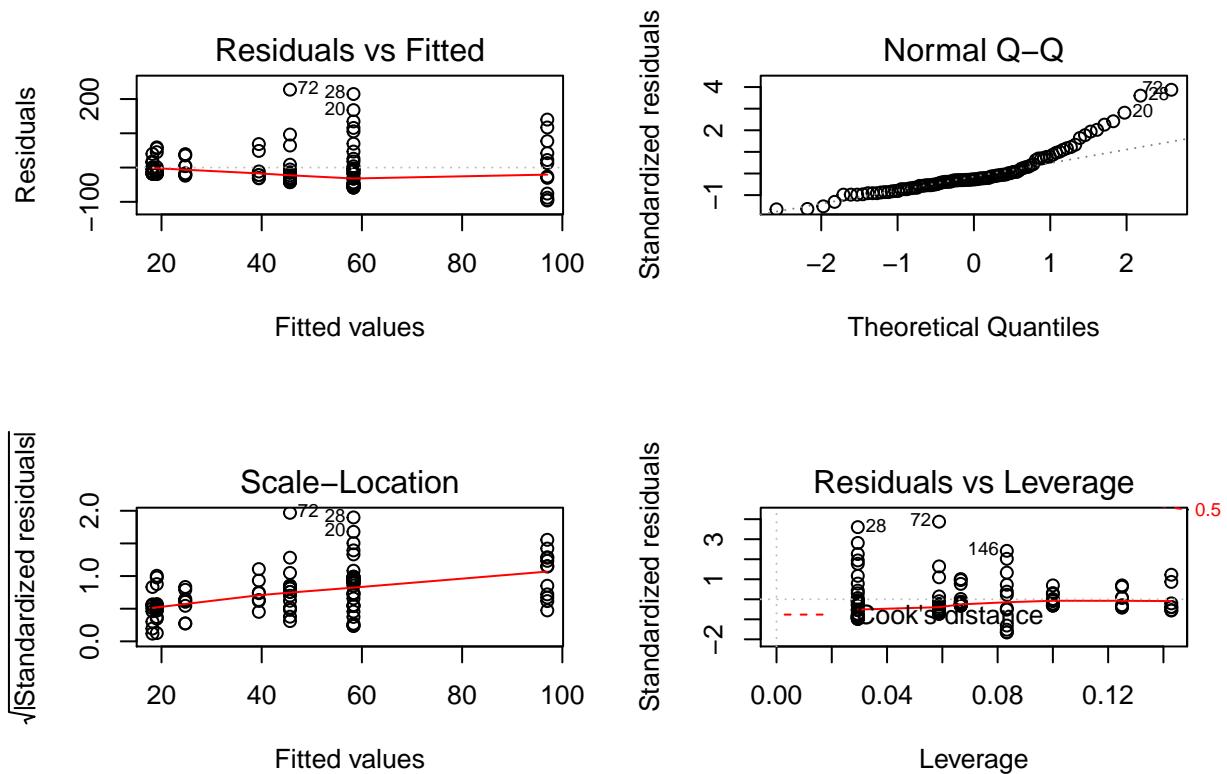 Residuals vs Fitted
Residuals
200
-100
72
28
20
20 40 60 80 100
Fitted values
Normal Q-Q
Standardized residuals
4
2
-1
72
28
20
-2 -1 0 1 2
Theoretical Quantiles
Scale-Location
√|Standardized residuals|
2.0
1.0
0.0
72
28
20
20 40 60 80 100
Fitted values
Residuals vs Leverage
Standardized residuals
3
1
-2
28
72
146
0.5
Cook's distance
0.00 0.04 0.08 0.12
Leverage